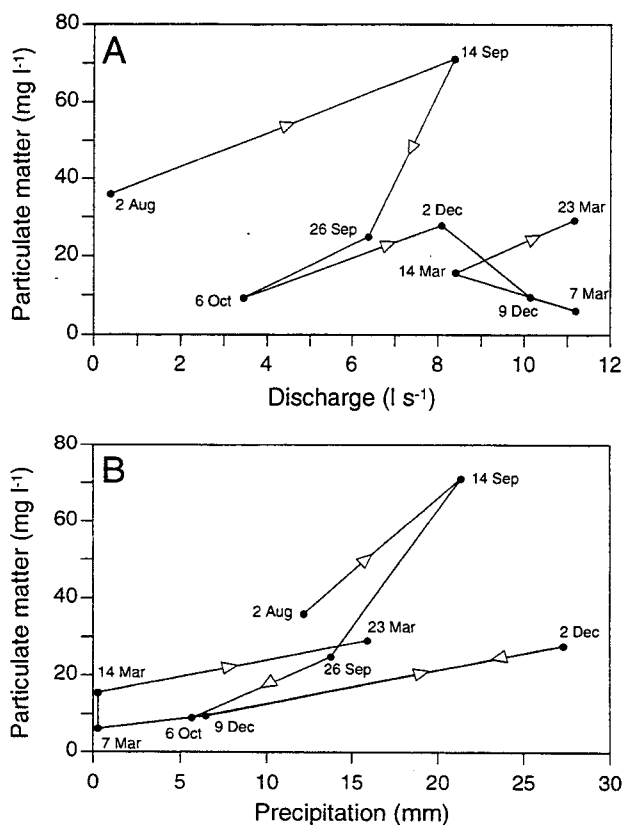 A
Particulate matter (mg l-1)
80
60
40
20
0
14 Sep
2 Aug
26 Sep
2 Dec
23 Mar
14 Mar
6 Oct
9 Dec
7 Mar
0
2
4
6
8
10
12
Discharge (l s-1)
B
Particulate matter (mg l-1)
80
60
40
20
0
14 Sep
2 Aug
23 Mar
2 Dec
26 Sep
14 Mar
6 Oct
9 Dec
7 Mar
0
5
10
15
20
25
30
Precipitation (mm)